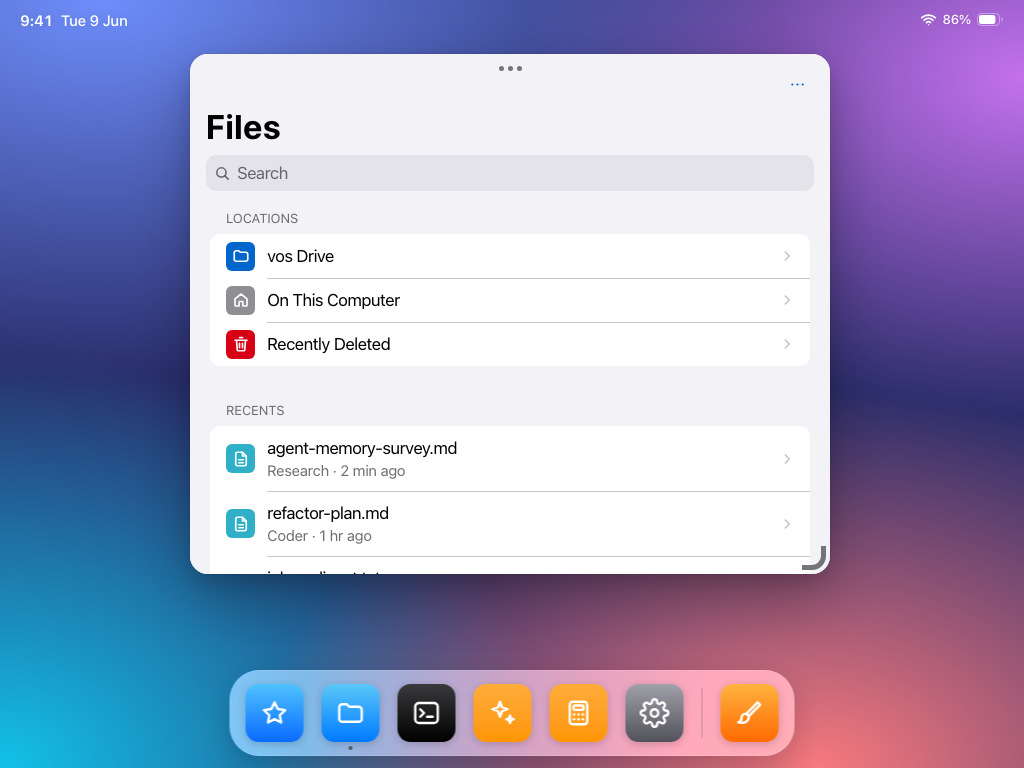 9:41 Tue 9 Jun
86%
Files
Search
LOCATIONS
vos Drive
On This Computer
Recently Deleted
RECENTS
agent-memory-survey.md
Research · 2 min ago
refactor-plan.md
Coder · 1 hr ago